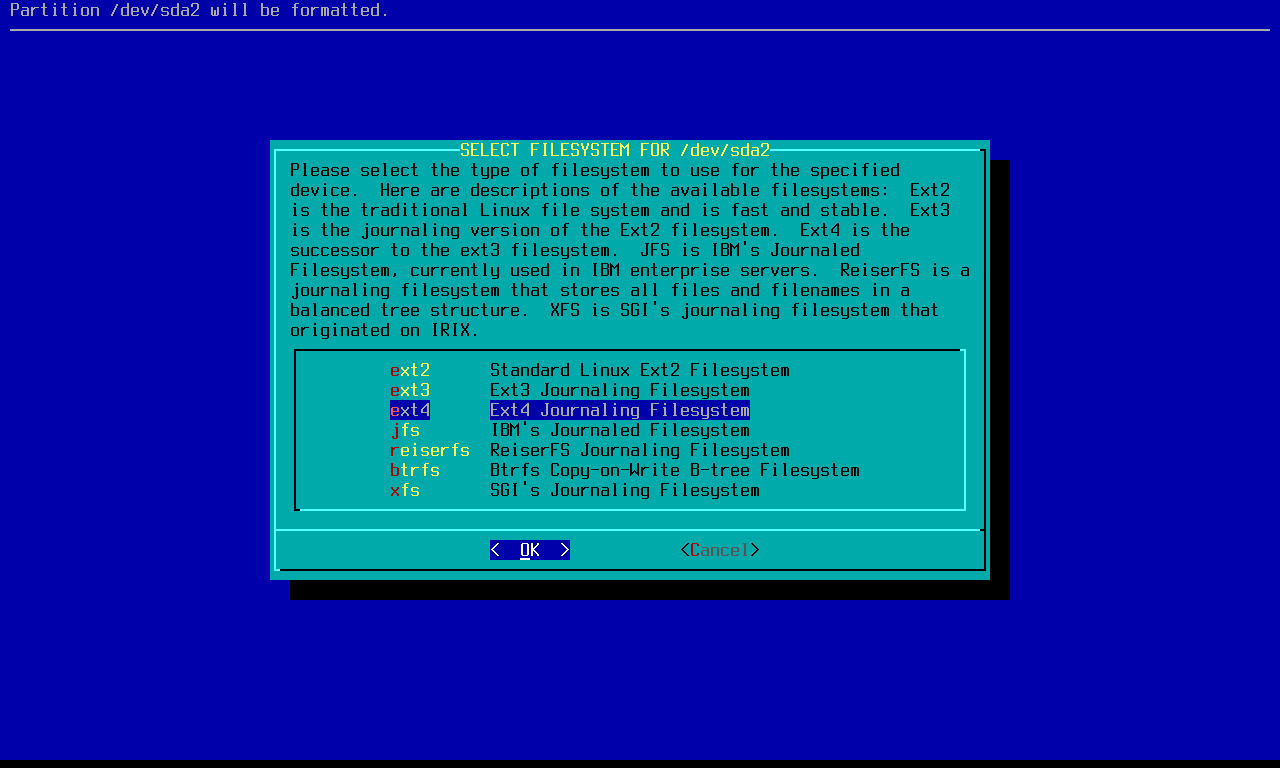 Partition /dev/sda2 will be formatted.
SELECT FILESYSTEM FOR /dev/sda2
Please select the type of filesystem to use for the specified
device.  Here are descriptions of the available filesystems:  Ext2
is the traditional Linux file system and is fast and stable.  Ext3
is the journaling version of the Ext2 filesystem.  Ext4 is the
successor to the ext3 filesystem.  JFS is IBM's Journaled
Filesystem, currently used in IBM enterprise servers.  ReiserFS is a
journaling filesystem that stores all files and filenames in a
balanced tree structure.  XFS is SGI's journaling filesystem that
originated on IRIX.
ext2      Standard Linux Ext2 Filesystem
ext3      Ext3 Journaling Filesystem
ext4      Ext4 Journaling Filesystem
jfs       IBM's Journaled Filesystem
reiserfs  ReiserFS Journaling Filesystem
btrfs     Btrfs Copy-on-Write B-tree Filesystem
xfs       SGI's Journaling Filesystem
<  OK  >           <Cancel>